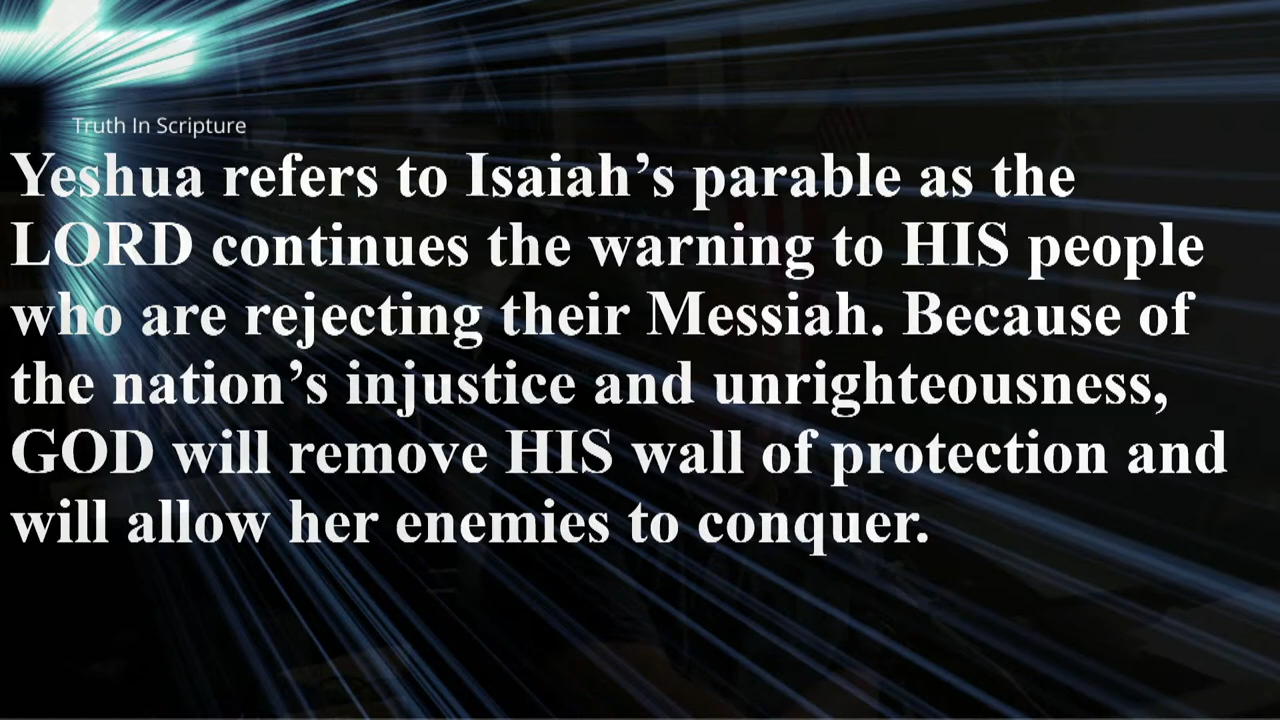 Truth In Scripture
Yeshua refers to Isaiah’s parable as the
LORD continues the warning to HIS people
who are rejecting their Messiah. Because of
the nation’s injustice and unrighteousness,
GOD will remove HIS wall of protection and
will allow her enemies to conquer.